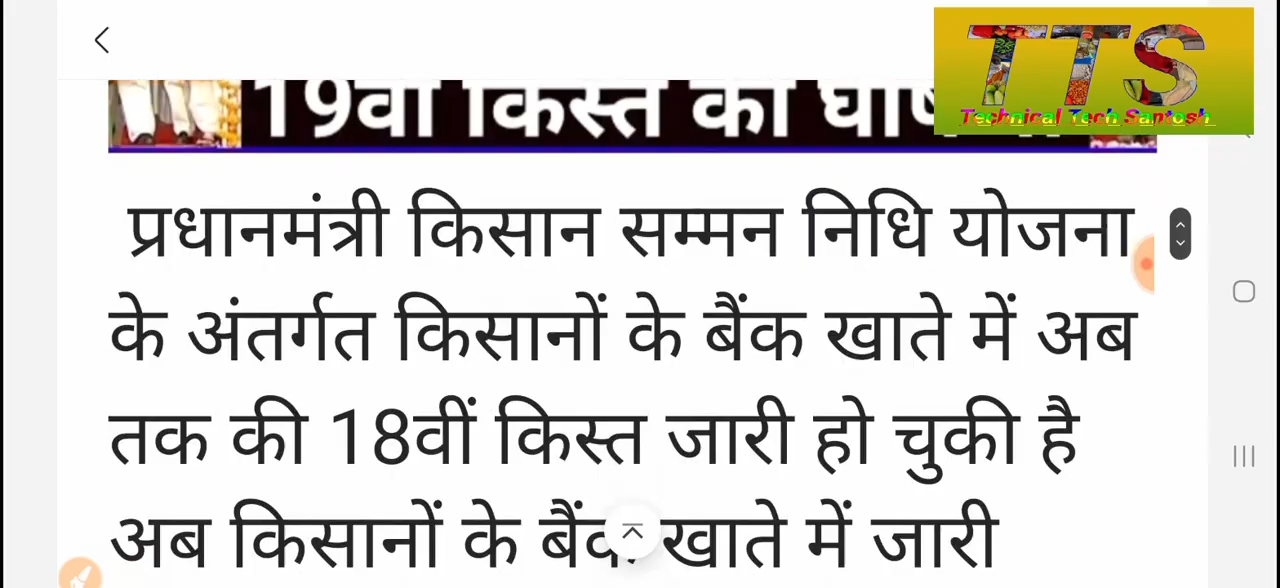 19वीं किस्त की
TTS
Technical Tech Santosh
प्रधानमंत्री किसान सम्मन निधि योजना
के अंतर्गत किसानों के बैंक खाते में अब
तक की 18वीं किस्त जारी हो चुकी है
अब किसानों के बैंक खाते में जारी